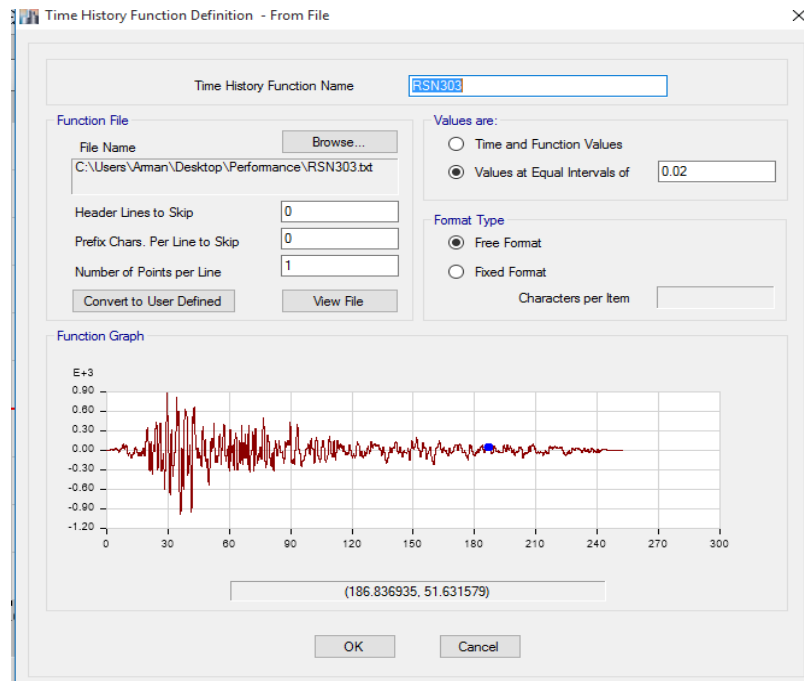 Time History Function Definition - From File
Time History Function Name
RSN303
Function File
File Name
Browse...
C:\Users\Arman\Desktop\Performance\RSN303.txt
Header Lines to Skip
0
Prefix Chars. Per Line to Skip
0
Number of Points per Line
1
Convert to User Defined
View File
Values are:
Time and Function Values
Values at Equal Intervals of
0.02
Format Type
Free Format
Fixed Format
Characters per Item
Function Graph
E+3
0.90
0.60
0.30
0.00
-0.30
-0.60
-0.90
-1.20
0 30 60 90 120 150 180 210 240 270 300
(186.836935, 51.631579)
OK
Cancel